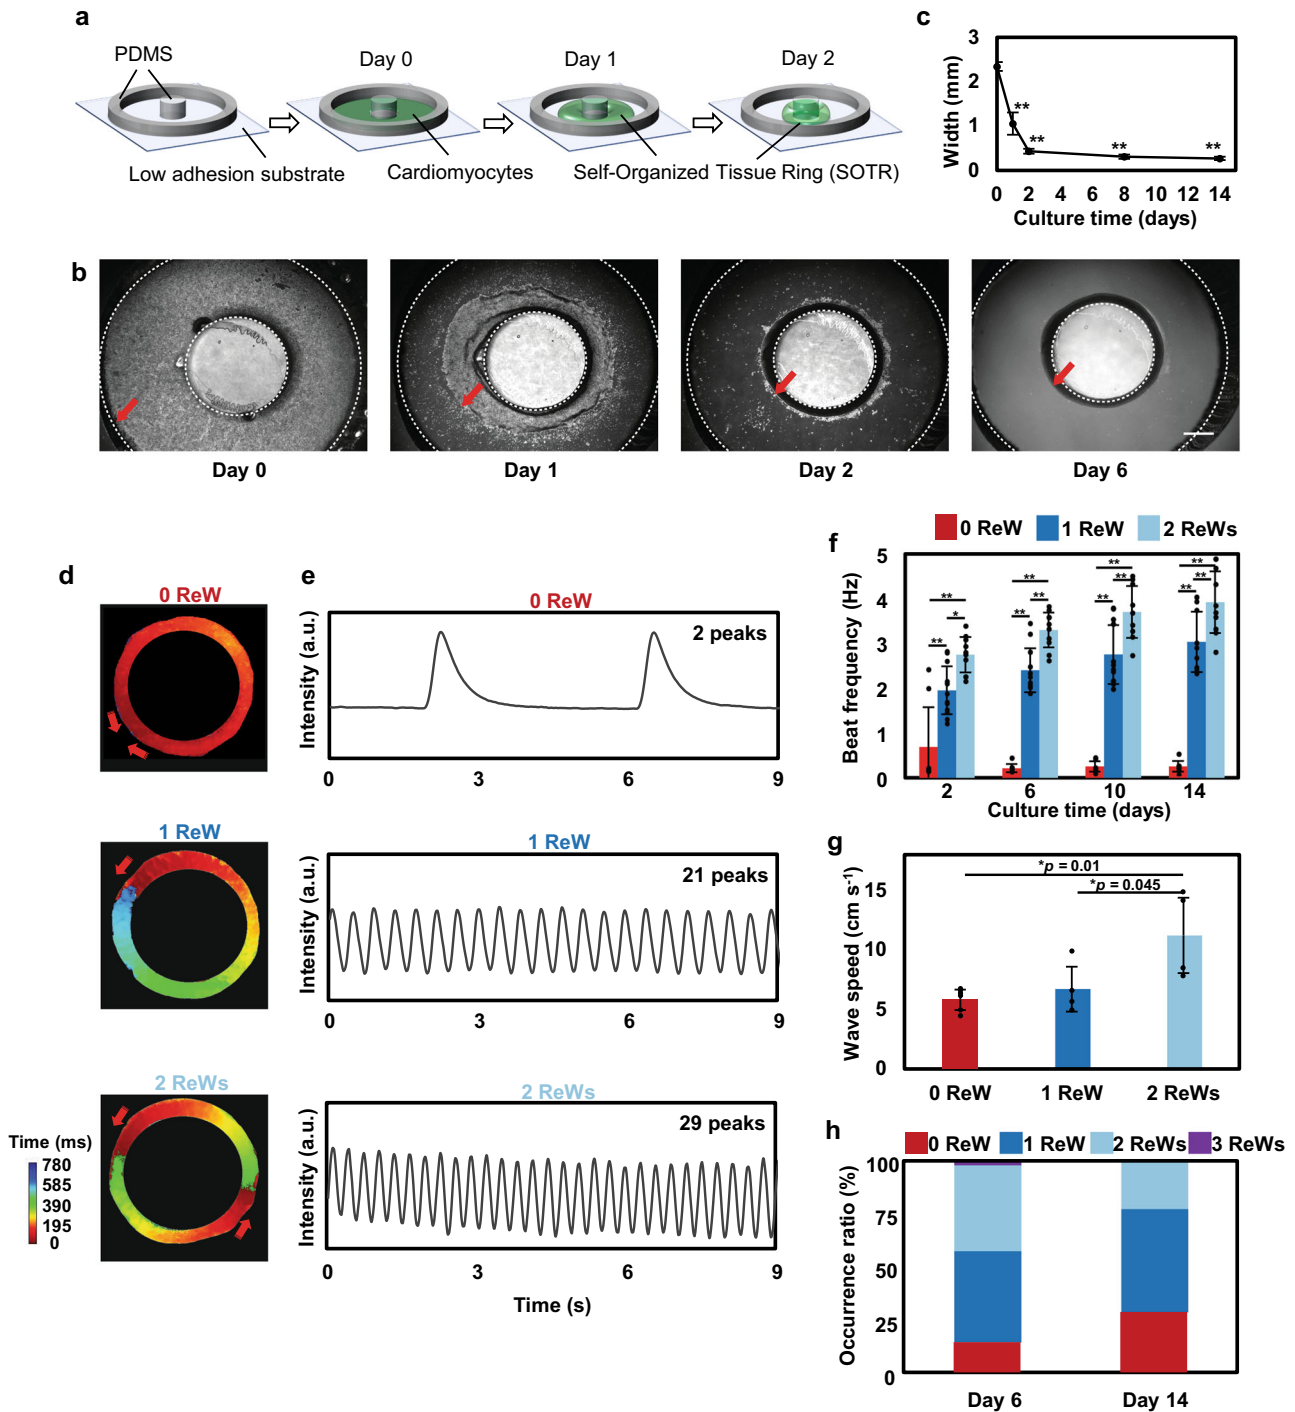 a
PDMS
Day 0
Day 1
Day 2
Low adhesion substrate
Cardiomyocytes
Self-Organized Tissue Ring (SOTR)
c
Width (mm)
3
2
1
0
**
**
**
**
0 2 4 6 8 10 12 14
Culture time (days)
b
Day 0
Day 1
Day 2
Day 6
d
0 ReW
1 ReW
2 ReWs
Time (ms)
780
585
390
195
0
e
0 ReW
2 peaks
Intensity (a.u.)
0 3 6 9
1 ReW
21 peaks
Intensity (a.u.)
0 3 6 9
2 ReWs
29 peaks
Intensity (a.u.)
0 3 6 9
Time (s)
f
0 ReW 1 ReW 2 ReWs
Beat frequency (Hz)
5
4
3
2
1
0
** ** *
** ** **
** ** **
** ** **
2 6 10 14
Culture time (days)
g
Wave speed (cm s-1)
15
10
5
0
*p = 0.01
*p = 0.045
0 ReW 1 ReW 2 ReWs
h
0 ReW 1 ReW 2 ReWs 3 ReWs
Occurrence ratio (%)
100
75
50
25
0
Day 6 Day 14